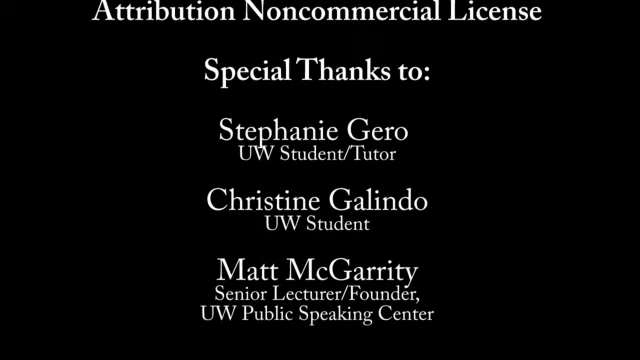 Attribution Noncommercial License
Special Thanks to:
Stephanie Gero
UW Student/Tutor
Christine Galindo
UW Student
Matt McGarrity
Senior Lecturer/Founder,
UW Public Speaking Center